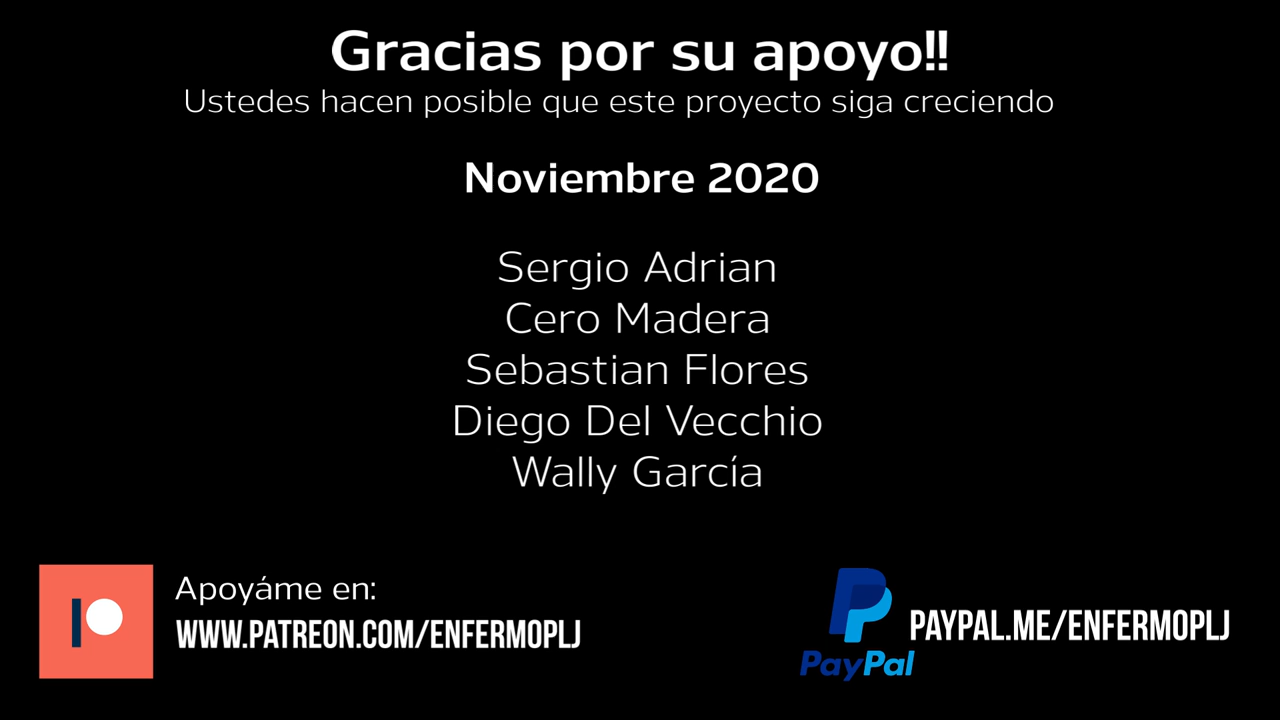 Gracias por su apoyo!!
Ustedes hacen posible que este proyecto siga creciendo
Noviembre 2020
Sergio Adrian
Cero Madera
Sebastian Flores
Diego Del Vecchio
Wally García
Apoyáme en:
WWW.PATREON.COM/ENFERMOPLJ
PAYPAL.ME/ENFERMOPLJ
PayPal